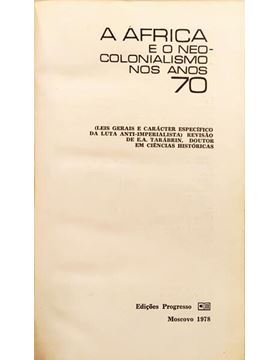 A ÁFRICA
E O NEO-
COLONIALISMO
NOS ANOS
70
(LEIS GERAIS E CARÁCTER ESPECÍFICO
DA LUTA ANTI-IMPERIALISTA) REVISÃO
DE E.A. TARÁBRIN, DOUTOR
EM CIÊNCIAS HISTÓRICAS
Edições Progresso
Moscovo 1978